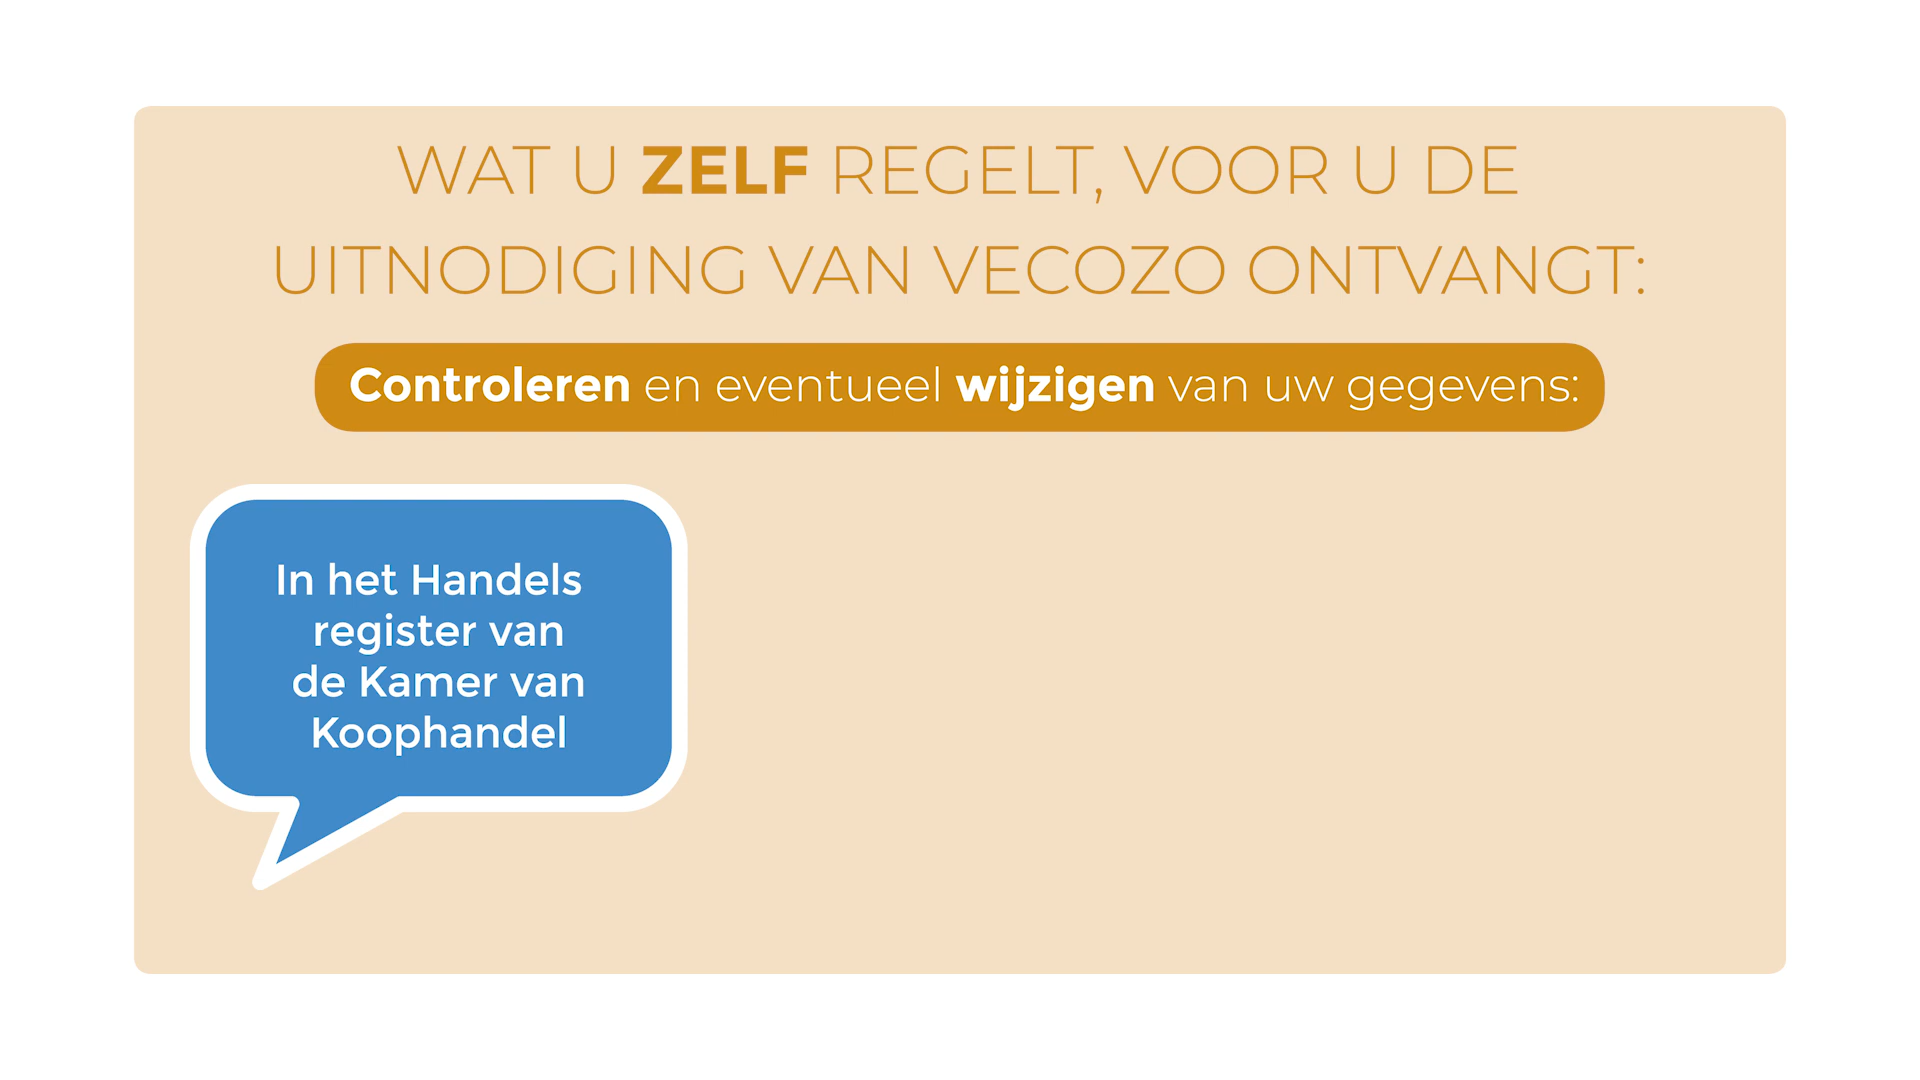 WAT U ZELF REGELT, VOOR U DE
UITNODIGING VAN VECOZO ONTVANGT:
Controleren en eventueel wijzigen van uw gegevens:
In het Handels
register van
de Kamer van
Koophandel